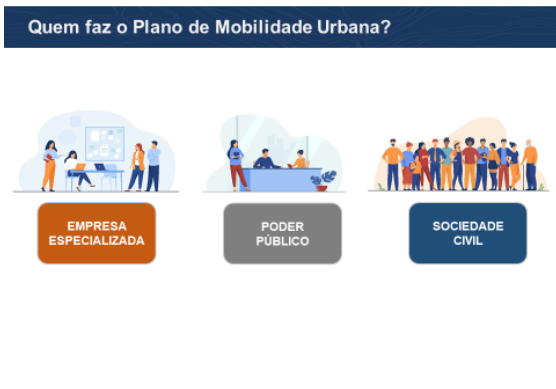 Quem faz o Plano de Mobilidade Urbana?
EMPRESA
ESPECIALIZADA
PODER
PÚBLICO
SOCIEDADE
CIVIL